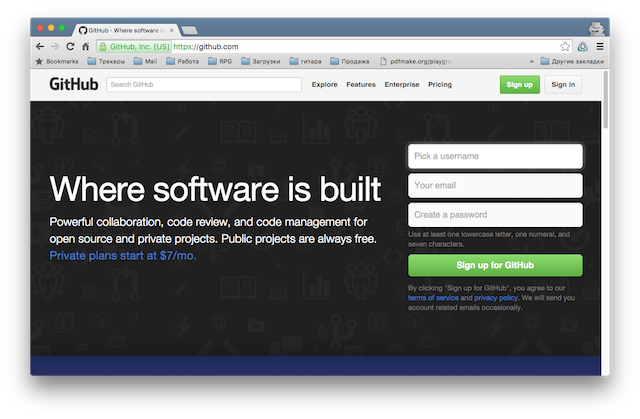 GitHub · Where software is
GitHub, Inc. [US] https://github.com
Bookmarks Трекеры Mail Работа RPG Загрузки гитара Продажа pdfmake.org/playgr » Другие закладки
GitHub Search GitHub Explore Features Enterprise Pricing Sign up Sign in
Pick a username
Your email
Create a password
Use at least one lowercase letter, one numeral, and
seven characters.
Sign up for GitHub
By clicking "Sign up for GitHub", you agree to our
terms of service and privacy policy. We will send you
account related emails occasionally.
Where software is built
Powerful collaboration, code review, and code management for
open source and private projects. Public projects are always free.
Private plans start at $7/mo.